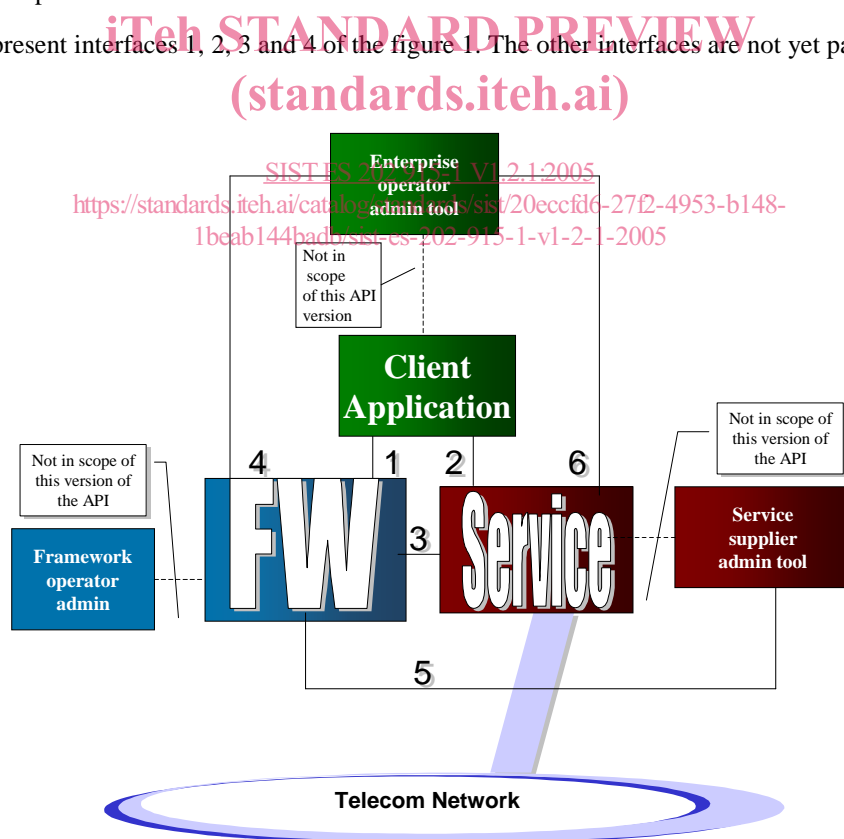 iTeh STANDARD PREVIEW
present interfaces 1, 2, 3 and 4 of the figure 1. The other interfaces are not yet pa
(standards.iteh.ai)
Enterprise
operator
admin tool
SIST ES 202 915-1 V1.2.1:2005
https://standards.iteh.ai/catalog/standards/sist/20eccfd6-27f2-4953-b148-
1beab144badb/sist-es-202-915-1-v1-2-1-2005
Not in
scope
of this API
version
Client
Application
Not in scope of
this version of
the API
Not in scope of
this version of
the API
4
1
2
6
FW
3
Service
Service
supplier
admin tool
Framework
operator
admin
5
Telecom Network